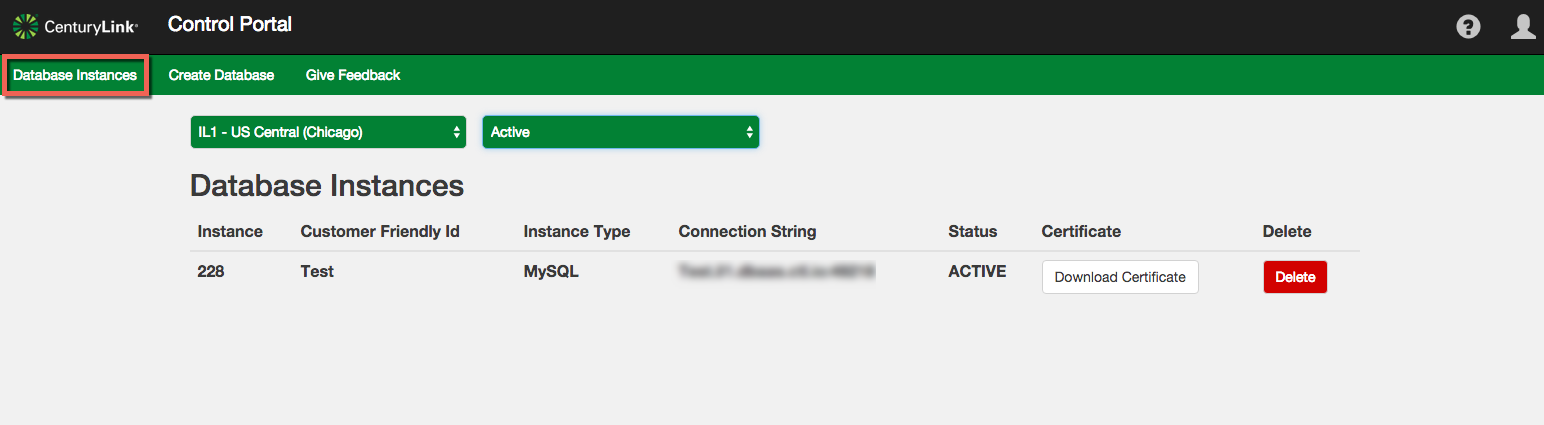 CenturyLink®
Control Portal
Database Instances Create Database Give Feedback
IL1 - US Central (Chicago) Active
Database Instances
Instance Customer Friendly Id Instance Type Connection String Status Certificate Delete
228 Test MySQL ACTIVE Download Certificate Delete